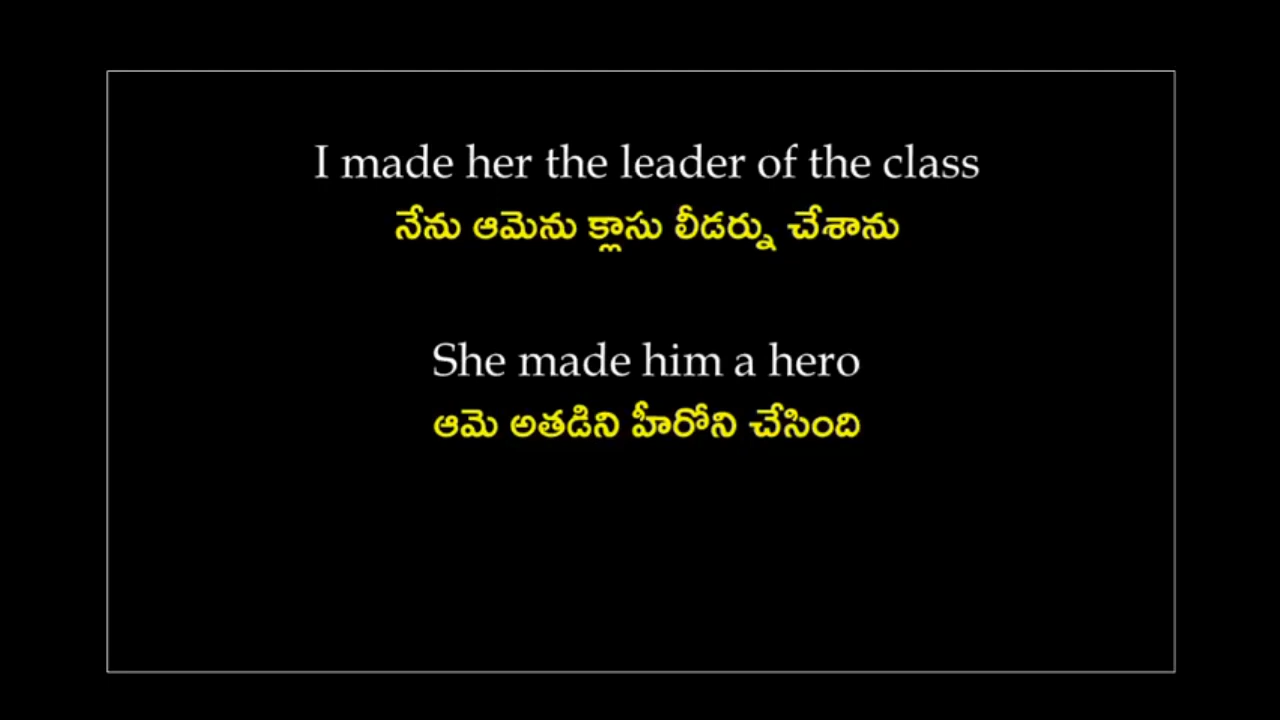 I made her the leader of the class
నేను ఆమెను క్లాసు లీడర్ను చేశాను
She made him a hero
ఆమె అతడిని హీరోని చేసింది